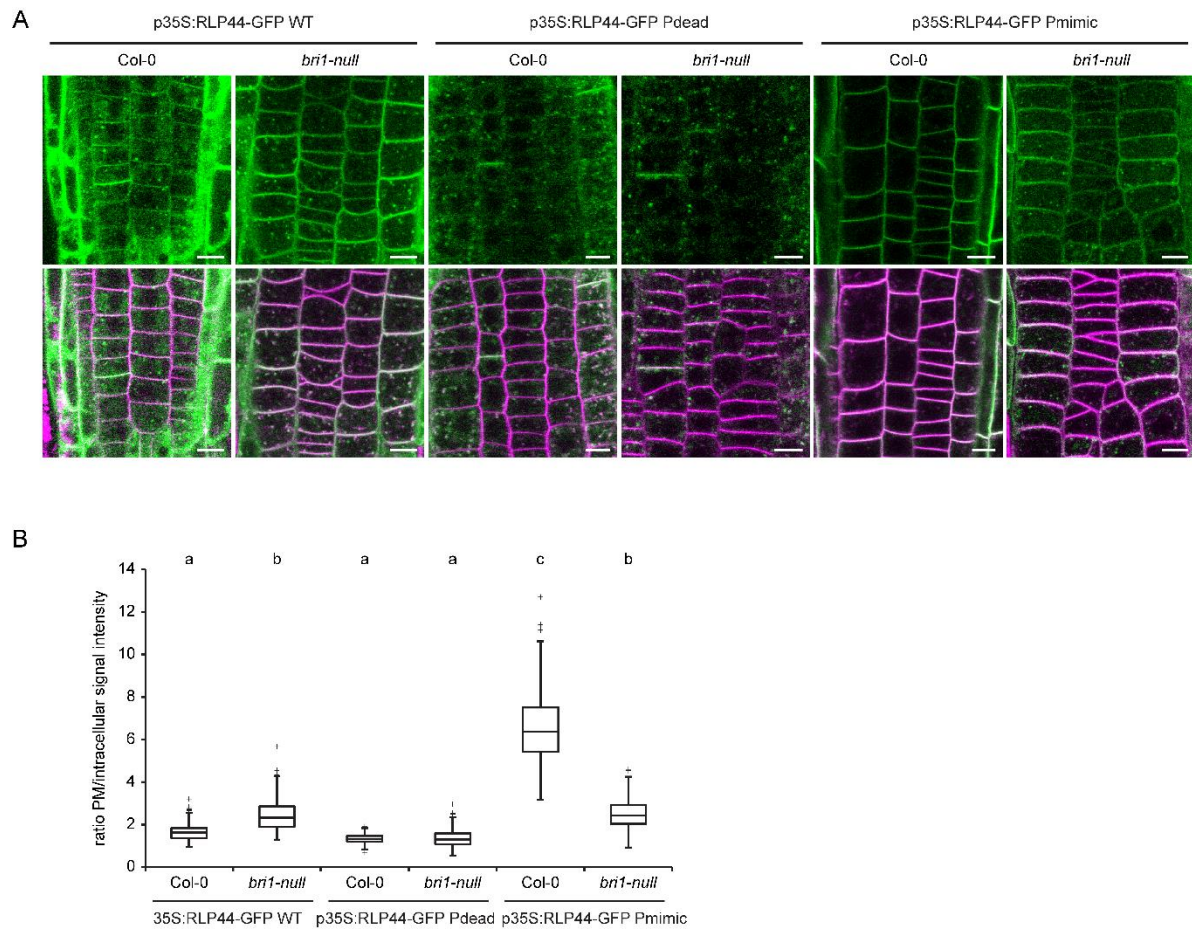 A
p35S:RLP44-GFP WT p35S:RLP44-GFP Pdead p35S:RLP44-GFP Pmimic
Col-0 bri1-null Col-0 bri1-null Col-0 bri1-null
B
a b a a c b
14
12
10
8
6
4
2
0
ratio PM/intracellular signal intensity
Col-0 bri1-null Col-0 bri1-null Col-0 bri1-null
35S:RLP44-GFP WT p35S:RLP44-GFP Pdead p35S:RLP44-GFP Pmimic